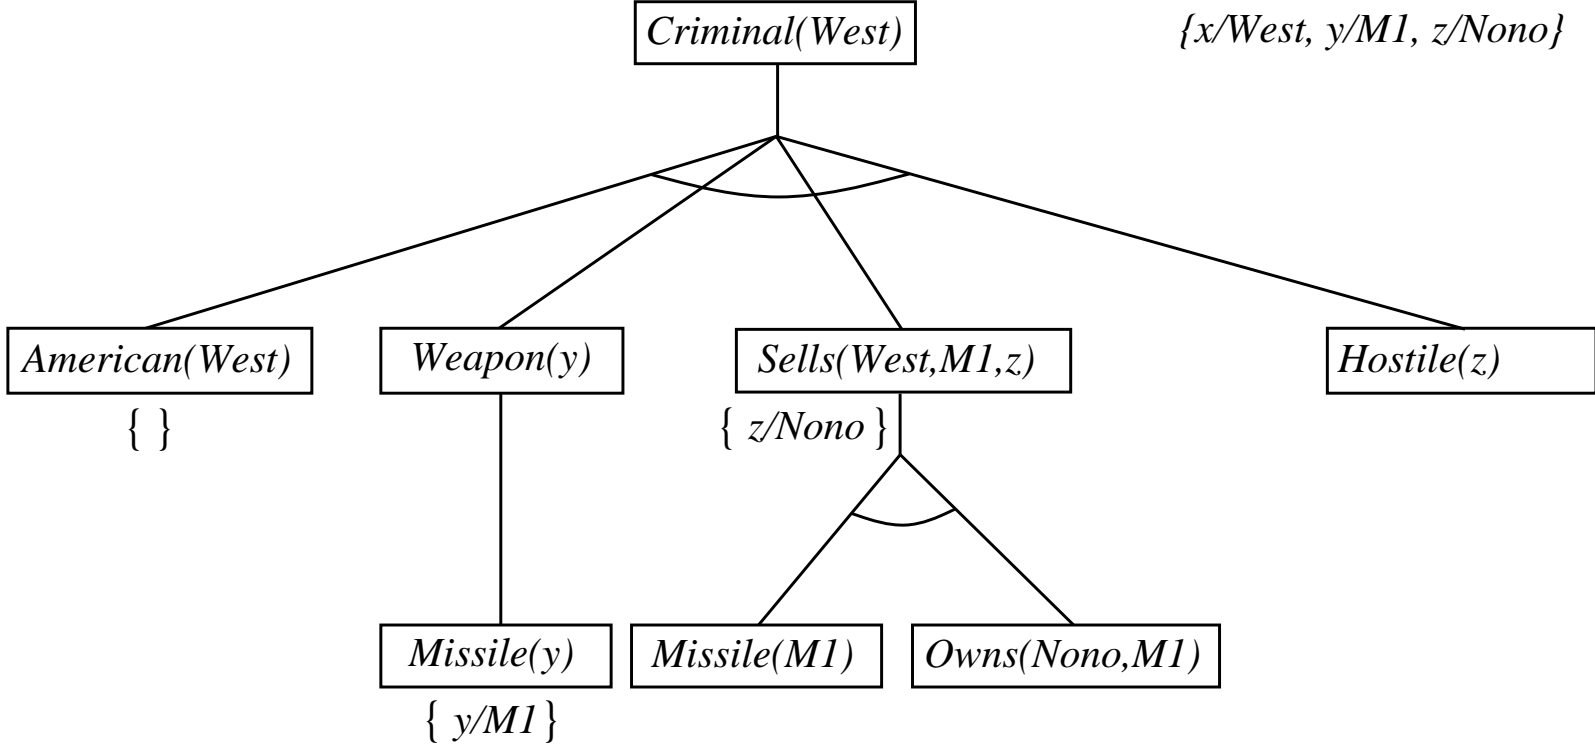 Criminal(West)
{x/West, y/M1, z/Nono}
American(West)
Weapon(y)
Sells(West,M1,z)
Hostile(z)
{ }
{ z/Nono }
Missile(y)
Missile(M1)
Owns(Nono,M1)
{ y/M1 }